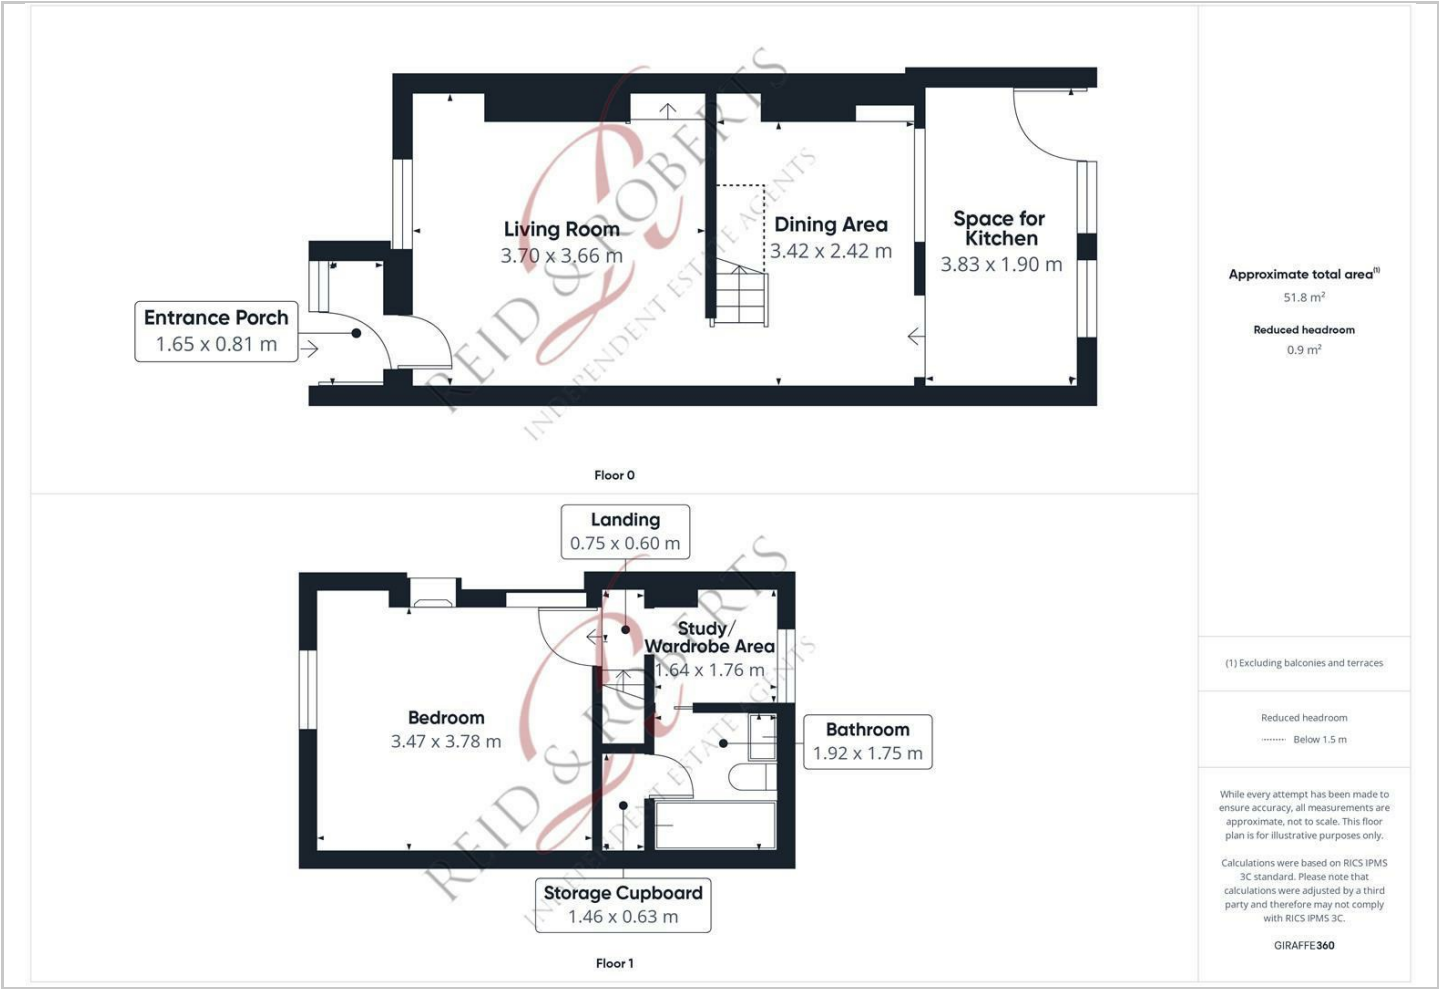 Living Room
3.70 x 3.66 m
Dining Area
3.42 x 2.42 m
Space for
Kitchen
3.83 x 1.90 m
Entrance Porch
1.65 x 0.81 m
REID & ROBERTS
INDEPENDENT ESTATE AGENTS
Floor 0
Landing
0.75 x 0.60 m
Study/
Wardrobe Area
1.64 x 1.76 m
Bedroom
3.47 x 3.78 m
Bathroom
1.92 x 1.75 m
Storage Cupboard
1.46 x 0.63 m
REID & ROBERTS
INDEPENDENT ESTATE AGENTS
Floor 1
Approximate total area(1)
51.8 m²
Reduced headroom
0.9 m²
(1) Excluding balconies and terraces
Reduced headroom
Below 1.5 m
While every attempt has been made to
ensure accuracy, all measurements are
approximate, not to scale. This floor
plan is for illustrative purposes only.
Calculations were based on RICS IPMS
3C standard. Please note that
calculations were adjusted by a third
party and therefore may not comply
with RICS IPMS 3C.
GIRAFFE360